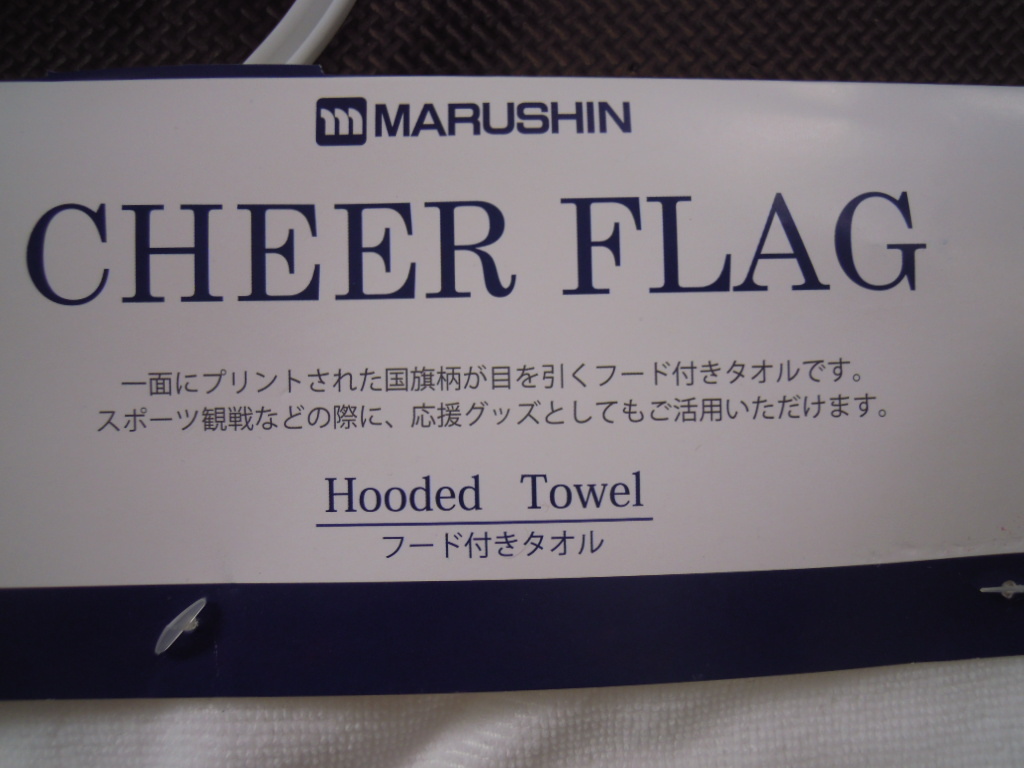 MARUSHIN
CHEER FLAG
一面にプリントされた国旗柄が目を引くフード付きタオルです。
スポーツ観戦などの際に、応援グッズとしてもご活用いただけます。
Hooded Towel
フード付きタオル